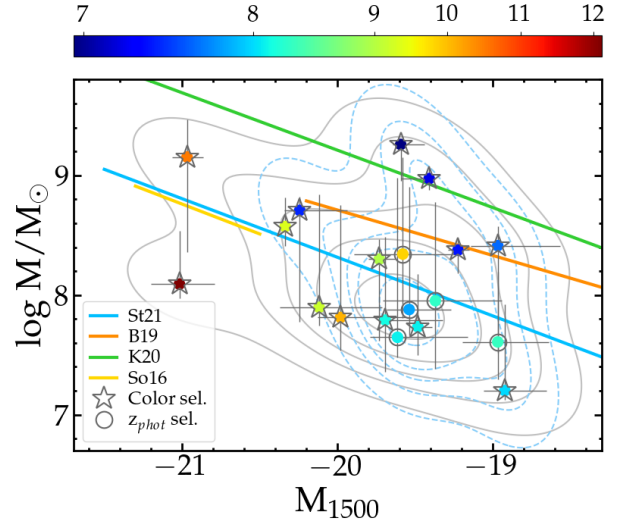 7 8 9 10 11 12
log M/M⊙
9
8
7
St21
B19
K20
So16
Color sel.
z_phot sel.
−21 −20 −19
M_1500